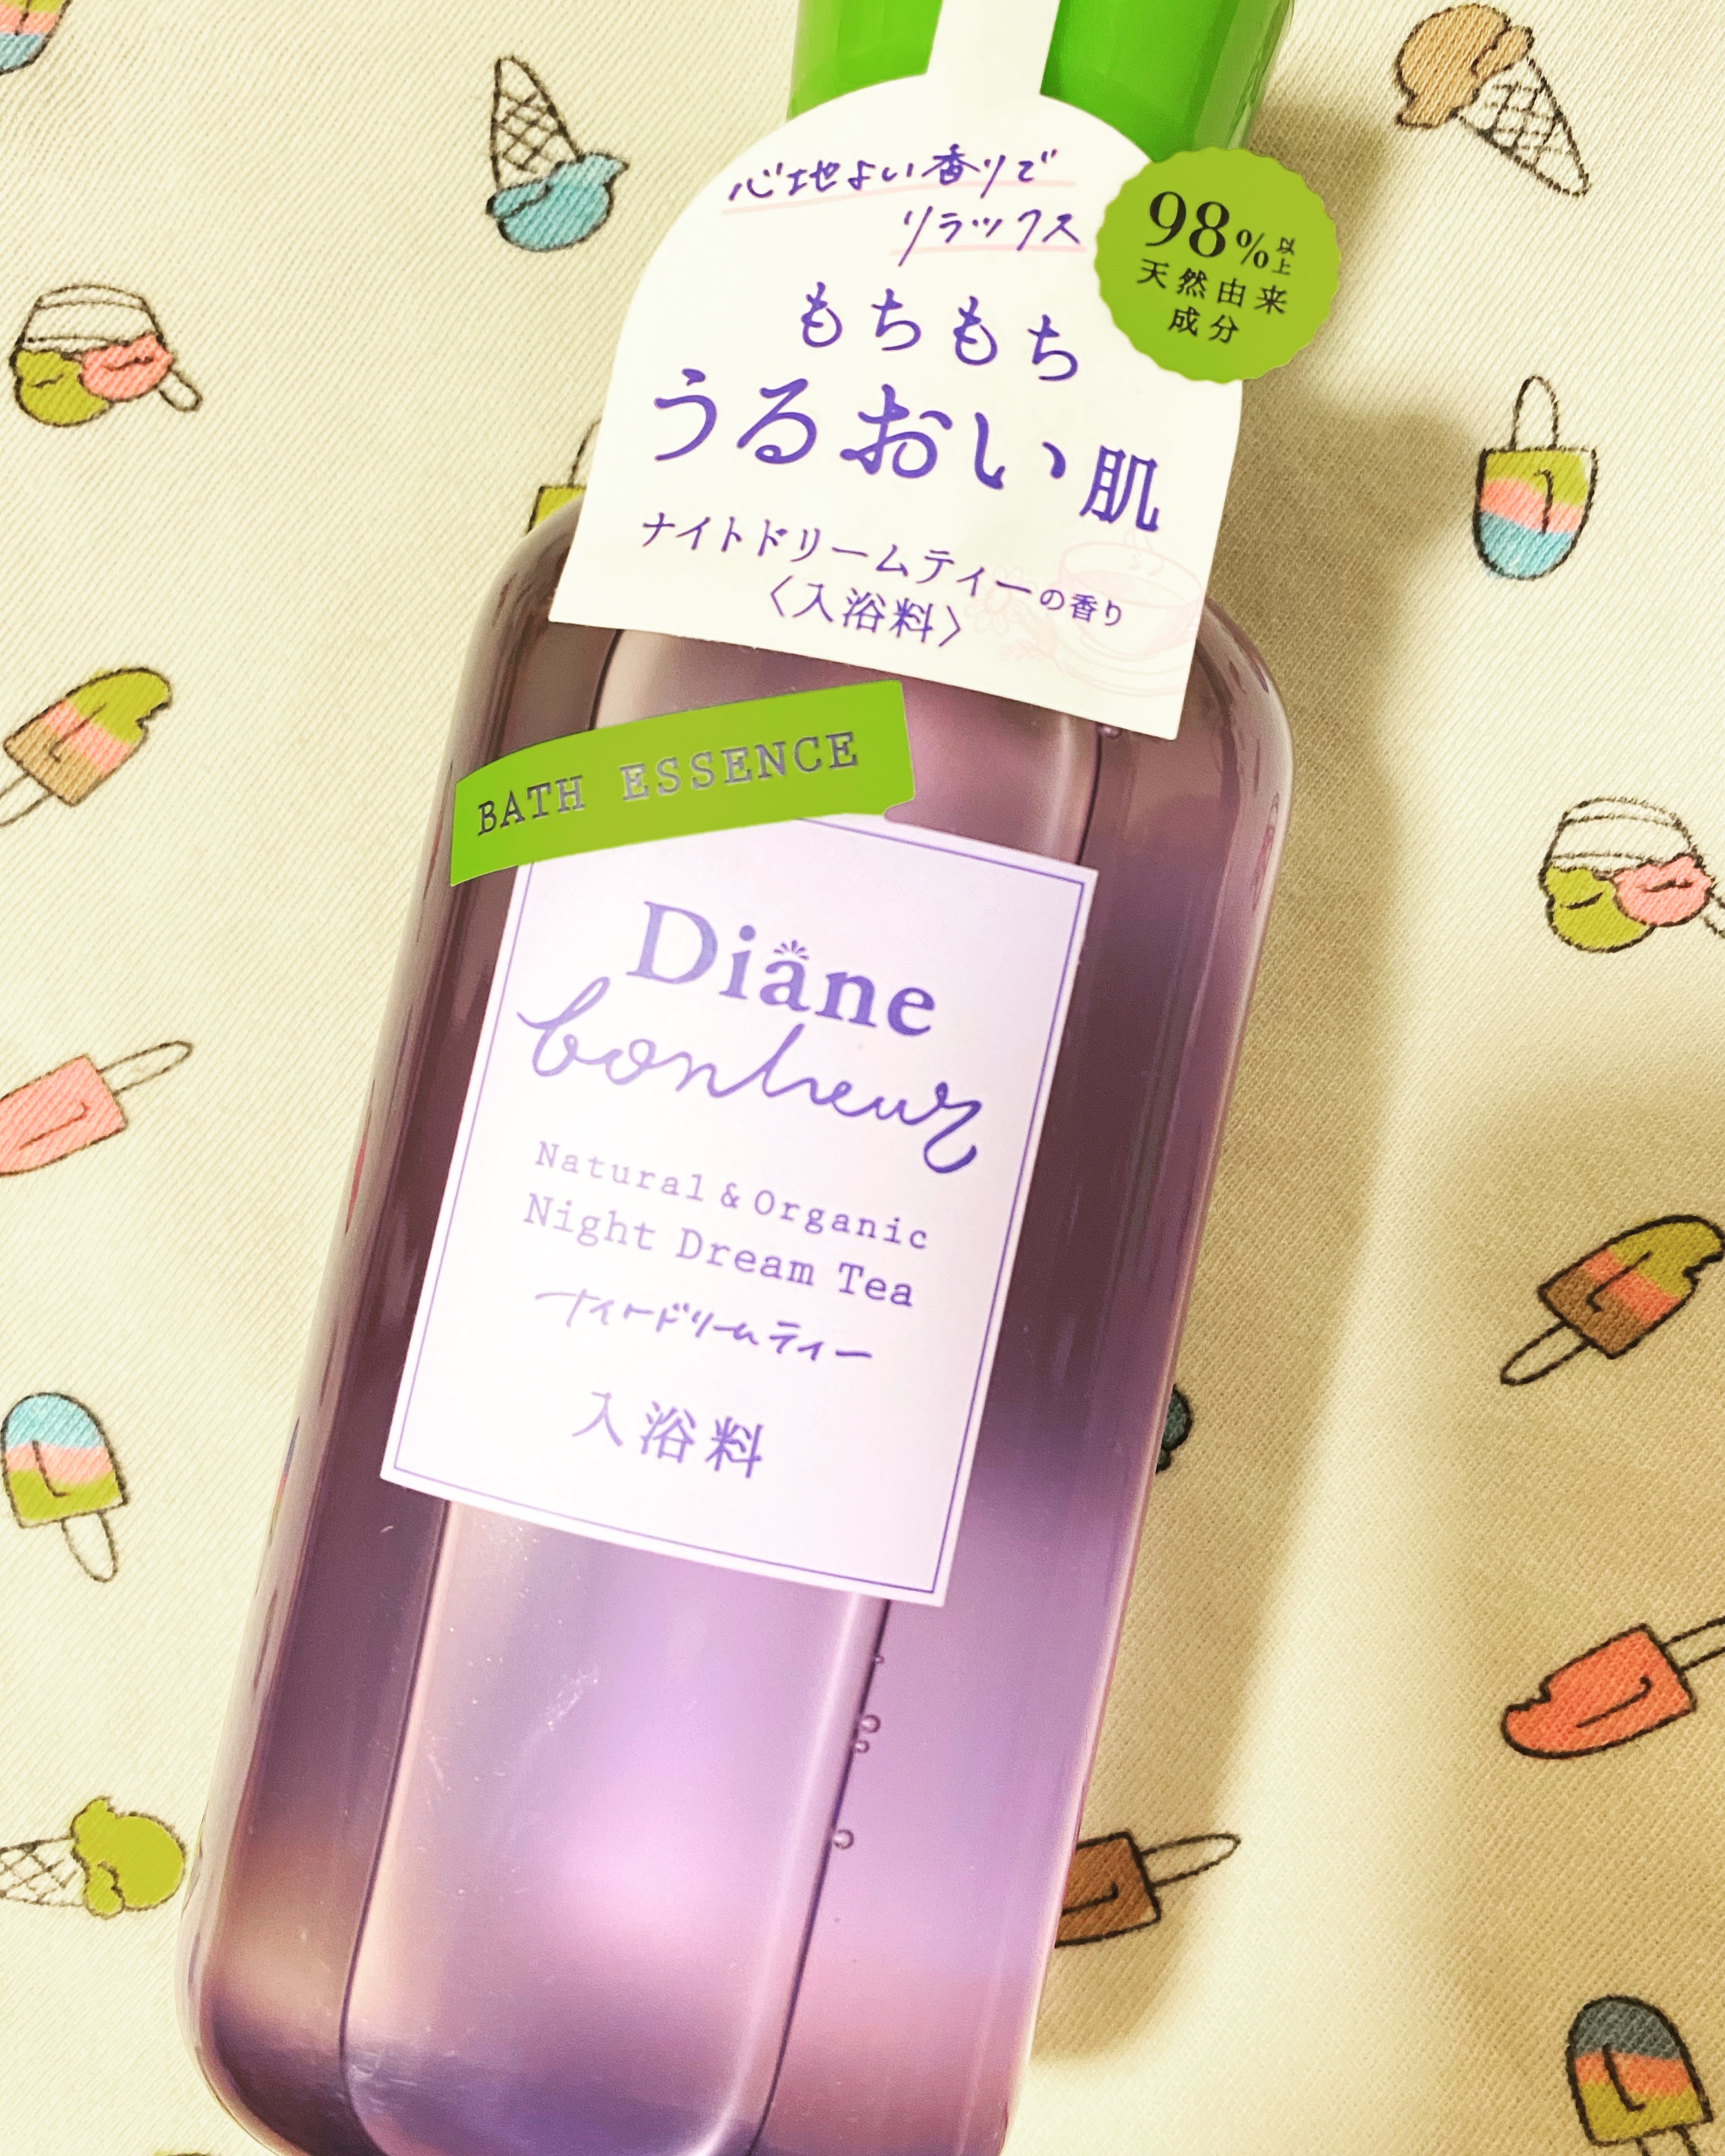 心地よい香りで
リラックス
98%以上
天然由来
成分
もちもち
うるおい肌
ナイトドリームティーの香り
〈入浴料〉
BATH ESSENCE
Diane
bonheur
Natural & Organic
Night Dream Tea
ナイトドリームティー
入浴料